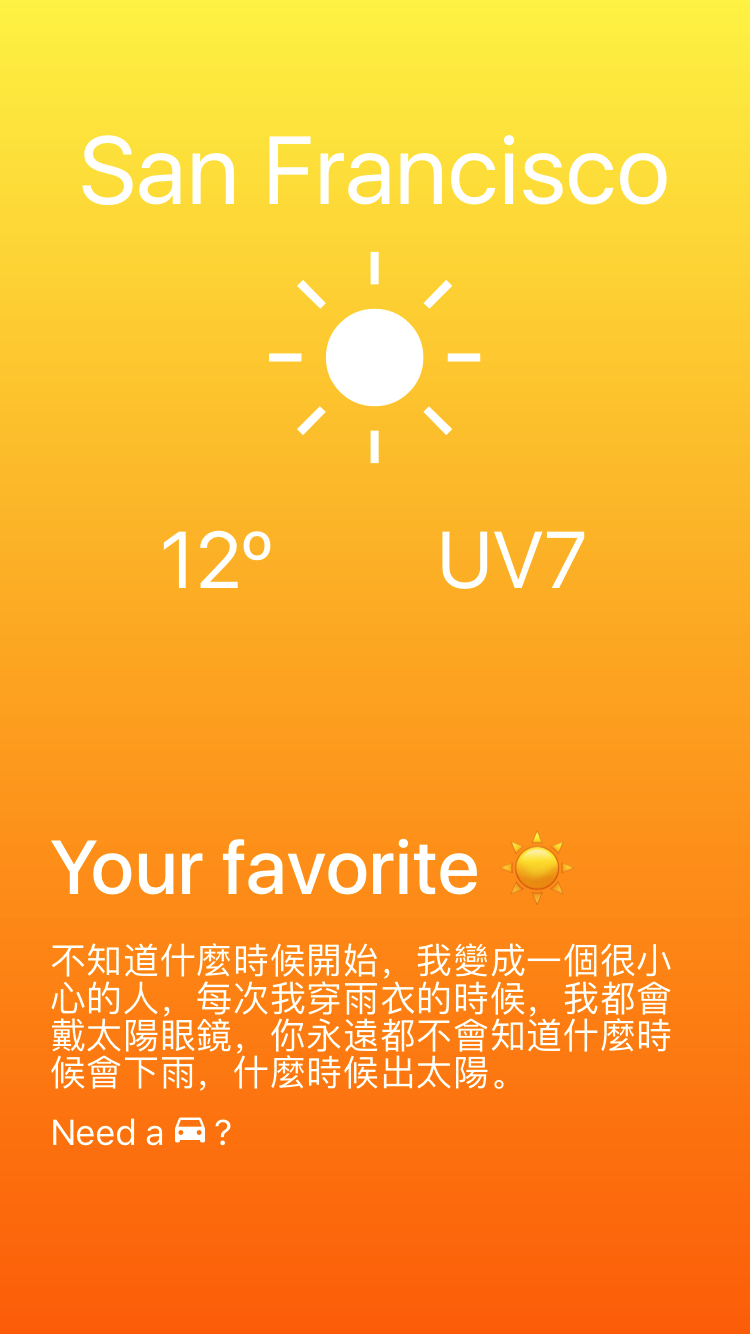 San Francisco
12º
UV7
Your favorite ☀️
不知道什麼時候開始，我變成一個很小
心的人，每次我穿雨衣的時候，我都會
戴太陽眼鏡，你永遠都不會知道什麼時
候會下雨，什麼時候出太陽。
Need a 🚘 ?